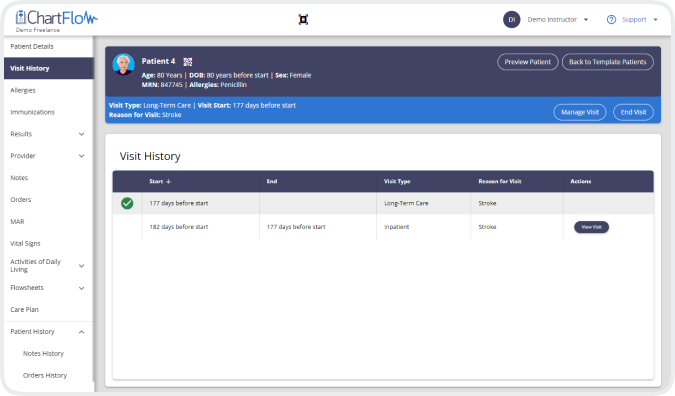 ChartFlow
Demo Freelance
DI Demo Instructor Support
Patient Details
Visit History
Allergies
Immunizations
Results
Provider
Notes
Orders
MAR
Vital Signs
Activities of Daily
Living
Flowsheets
Care Plan
Patient History
Notes History
Orders History
Patient 4
Age: 80 Years | DOB: 80 years before start | Sex: Female
MRN: 847745 | Allergies: Penicillin
Preview Patient Back to Template Patients
Visit Type: Long-Term Care | Visit Start: 177 days before start
Reason for Visit: Stroke
Manage Visit End Visit
Visit History
Start End Visit Type Reason for Visit Actions
177 days before start Long-Term Care Stroke
182 days before start 177 days before start Inpatient Stroke View Visit